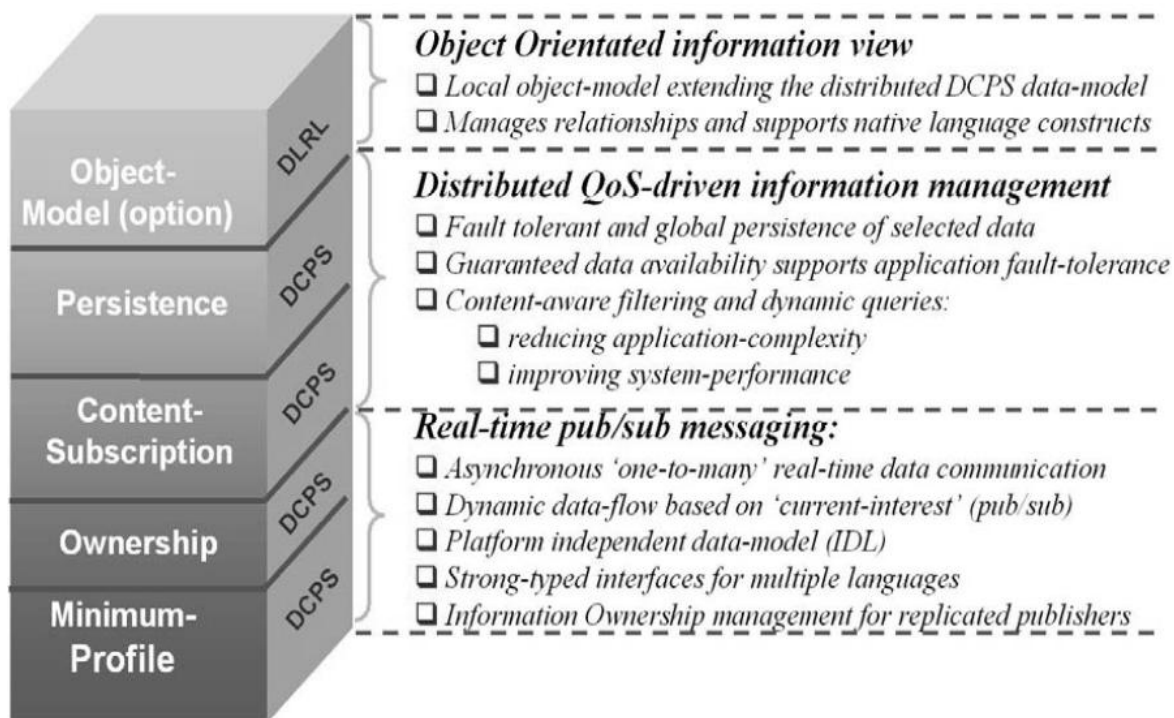 Object-
Model (option)
DLRL
Persistence
DCPS
Content-
Subscription
DCPS
Ownership
DCPS
Minimum-
Profile
DCPS
Object Orientated information view
❑ Local object-model extending the distributed DCPS data-model
❑ Manages relationships and supports native language constructs
Distributed QoS-driven information management
❑ Fault tolerant and global persistence of selected data
❑ Guaranteed data availability supports application fault-tolerance
❑ Content-aware filtering and dynamic queries:
❑ reducing application-complexity
❑ improving system-performance
Real-time pub/sub messaging:
❑ Asynchronous ‘one-to-many’ real-time data communication
❑ Dynamic data-flow based on ‘current-interest’ (pub/sub)
❑ Platform independent data-model (IDL)
❑ Strong-typed interfaces for multiple languages
❑ Information Ownership management for replicated publishers